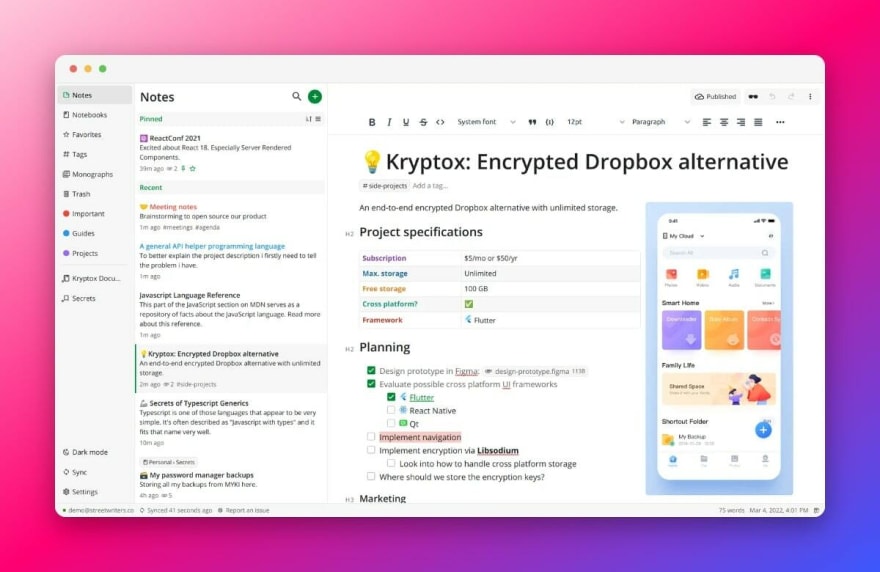 Notes
Notebooks
Favorites
Tags
Monographs
Trash
Important
Guides
Projects
Kryptox Docu...
Secrets
Dark mode
Sync
Settings
Notes
Pinned
ReactConf 2021
Excited about React 18. Especially Server Rendered
Components.
39m ago 2
Recent
Meeting notes
Brainstorming to open source our product
1m ago #meetings #agenda
A general API helper programming language
To better explain the project description i firstly need to tell
the problem i have.
1m ago
Javascript Language Reference
This part of the JavaScript section on MDN serves as a
repository of facts about the JavaScript language. Read more
about this reference.
1m ago
Kryptox: Encrypted Dropbox alternative
An end-to-end encrypted Dropbox alternative with unlimited
storage.
2m ago 2 #side-projects
Secrets of Typescript Generics
Typescript is one of those languages that appear to be very
simple. It's often described as "Javascript with types" and it
fits that name very well.
10m ago
Personal › Secrets
My password manager backups
Storing all my backups from MYKI here.
4h ago 5
Published
B I U S <> System font 12pt Paragraph
💡Kryptox: Encrypted Dropbox alternative
# side-projects Add a tag...
An end-to-end encrypted Dropbox alternative with unlimited storage.
H2 Project specifications
Subscription $5/mo or $50/yr
Max. storage Unlimited
Free storage 100 GB
Cross platform? ✅
Framework Flutter
H2 Planning
Design prototype in Figma: design-prototype.figma 113B
Evaluate possible cross platform UI frameworks
Flutter
React Native
Qt
Implement navigation
Implement encryption via Libsodium
Look into how to handle cross platform storage
Where should we store the encryption keys?
H3 Marketing
My Cloud
Search All
Photos
Audio
Documents
Smart Home
Family Life
Shared Space
Shortcut Folder
My Backup
demo@streetwriters.co Synced 41 seconds ago Report an issue
75 words Mar 4, 2022, 4:01 PM